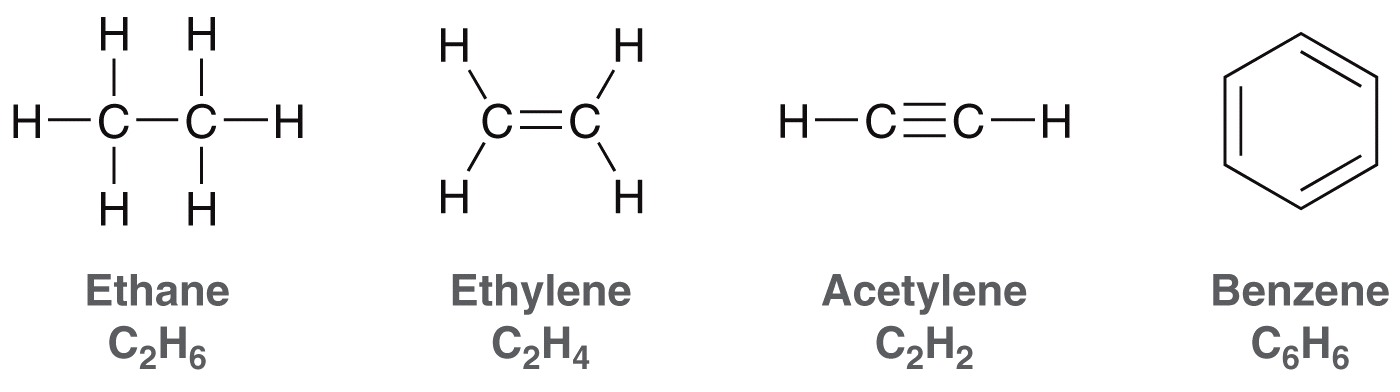 H H
H C C H
H H
H H
C C
H H
H C C H
Ethane
C₂H₆
Ethylene
C₂H₄
Acetylene
C₂H₂
Benzene
C₆H₆